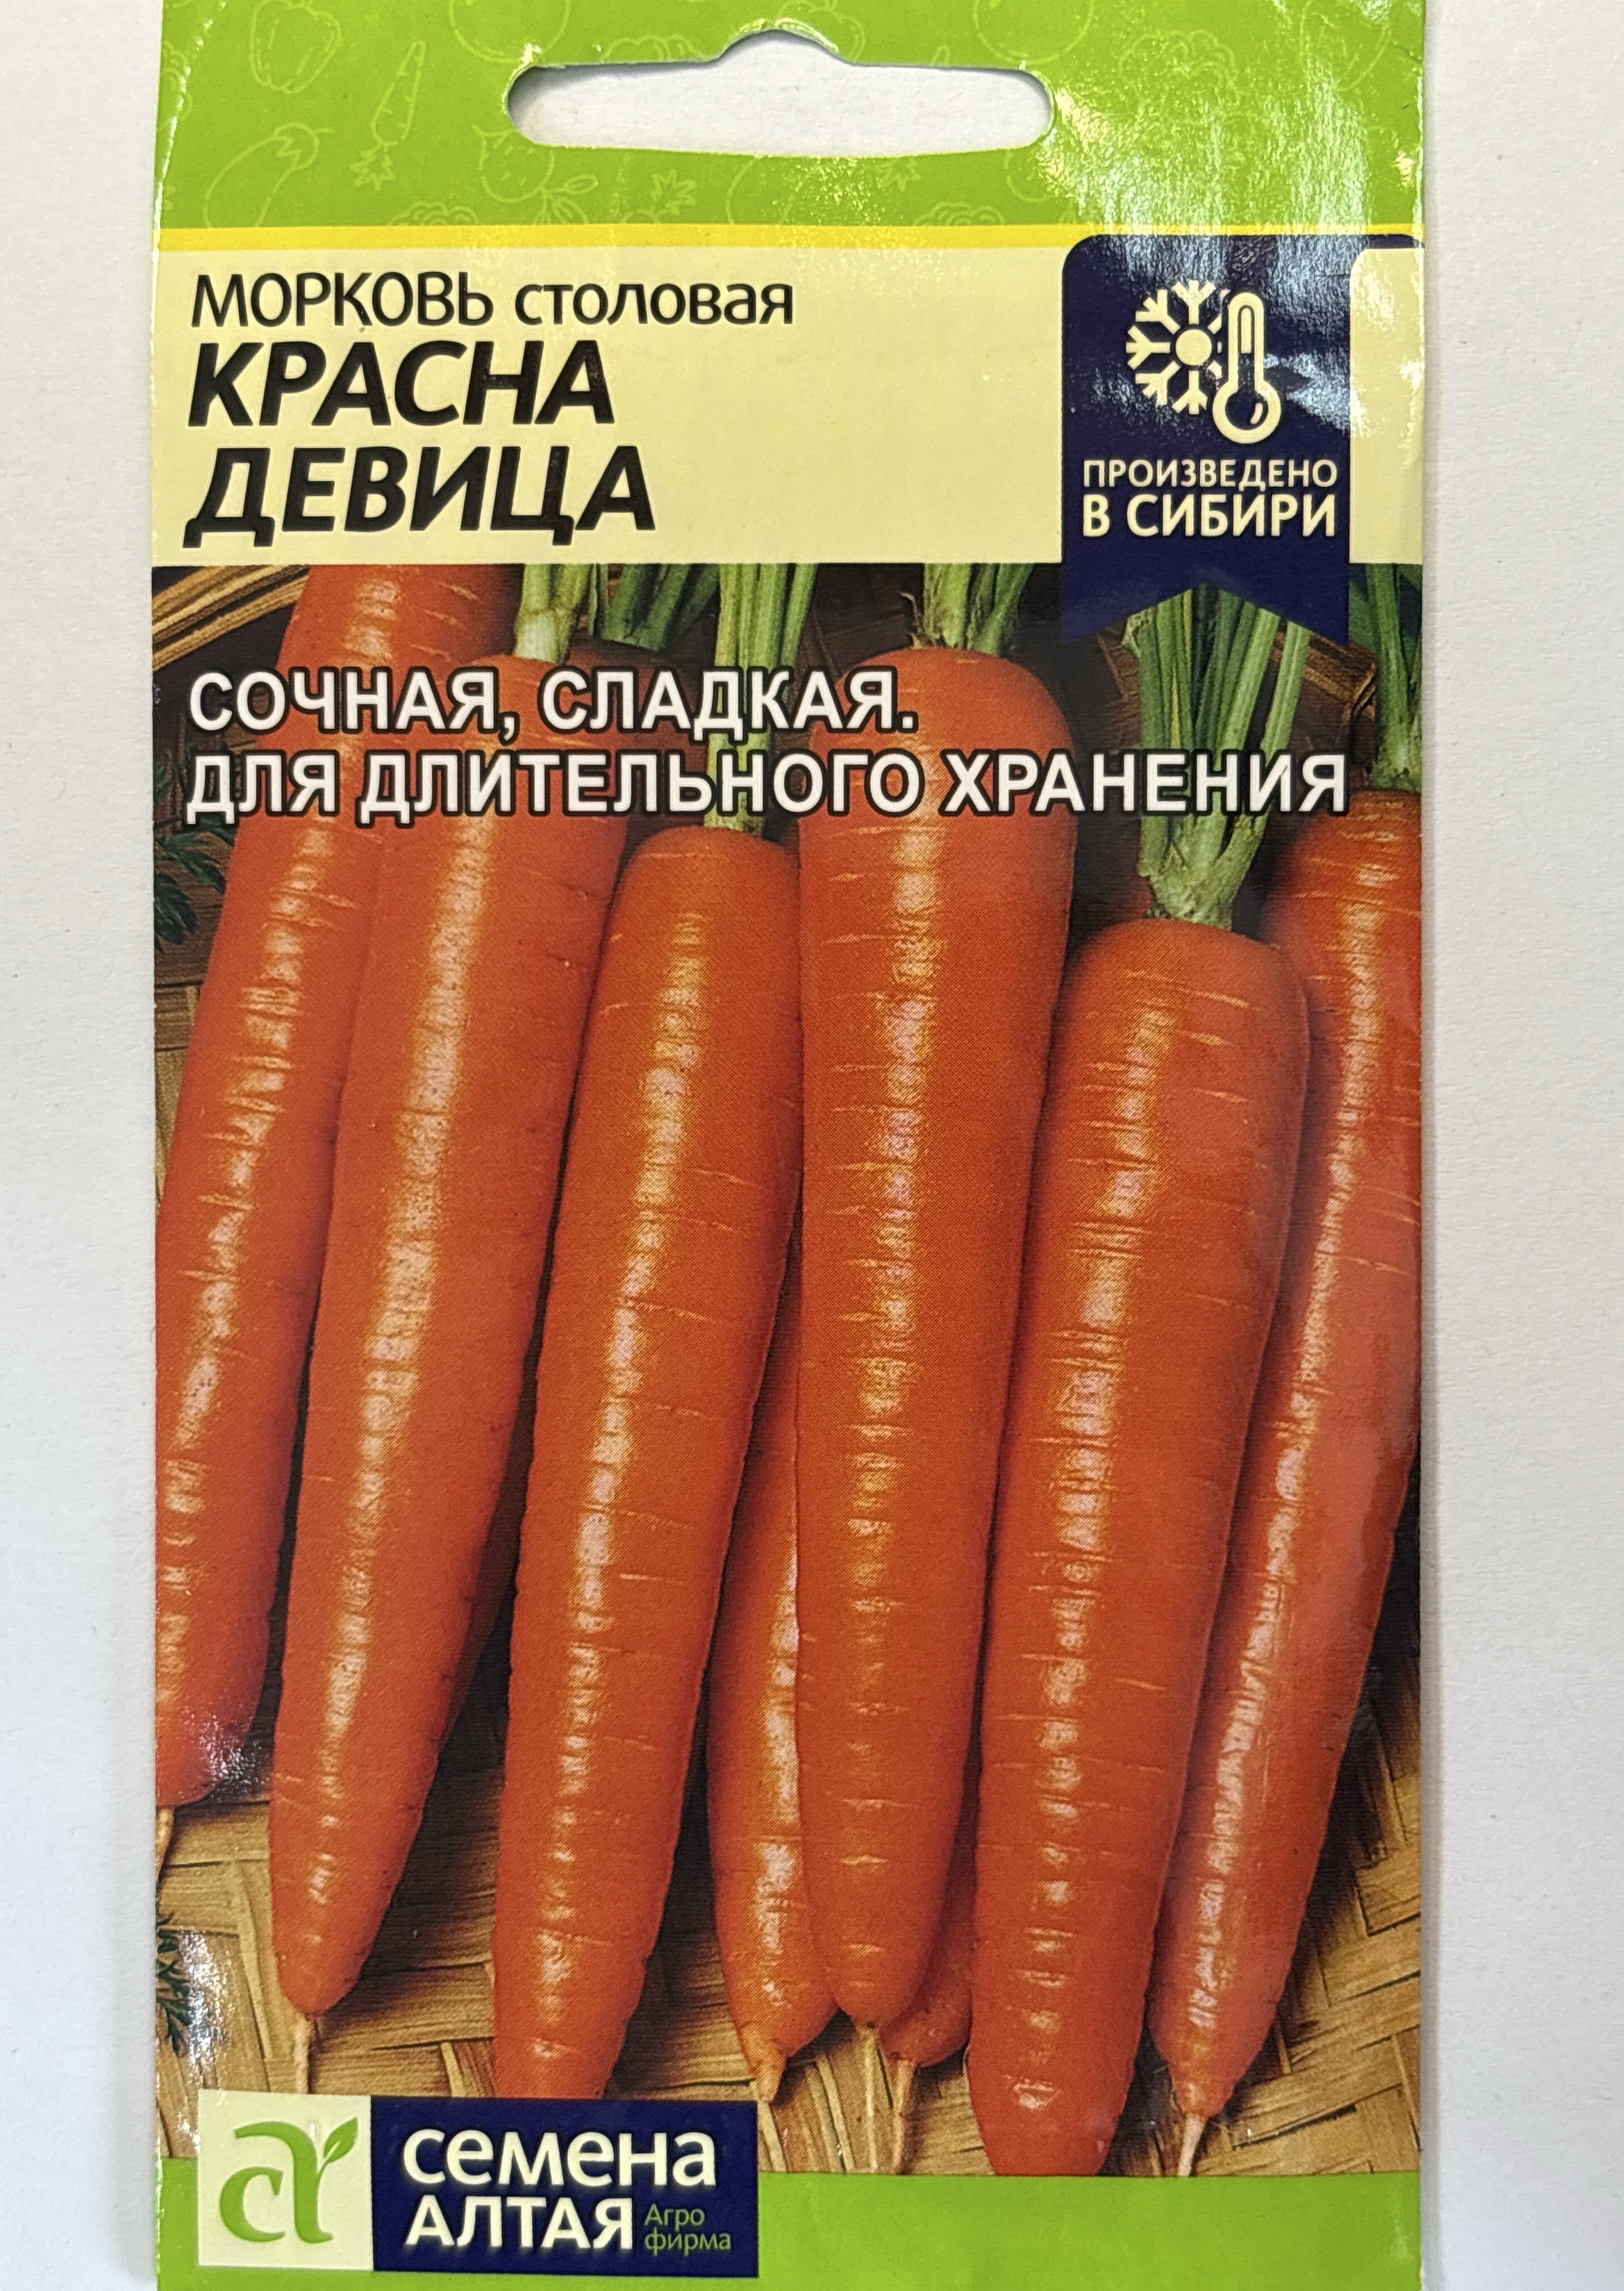 МОРКОВЬ столовая
КРАСНА
ДЕВИЦА
ПРОИЗВЕДЕНО
В СИБИРИ
СОЧНАЯ, СЛАДКАЯ.
ДЛЯ ДЛИТЕЛЬНОГО ХРАНЕНИЯ
семена
АЛТАЯ
Агро
фирма